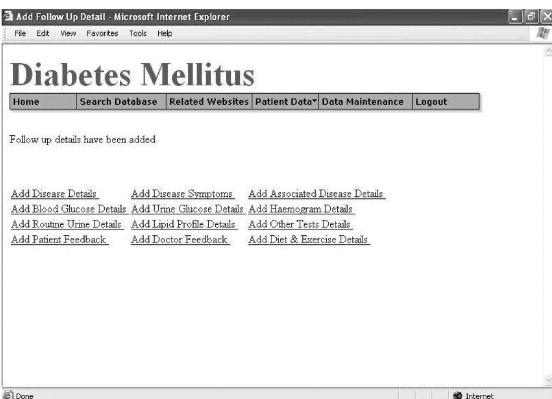 Add Follow Up Detail - Microsoft Internet Explorer
File Edit View Favorites Tools Help
Diabetes Mellitus
Home Search Database Related Websites Patient Data Data Maintenance Logout
Follow up details have been added
Add Disease Details Add Disease Symptoms Add Associated Disease Details
Add Blood Glucose Details Add Urine Glucose Details Add Haemogram Details
Add Routine Urine Details Add Lipid Profile Details Add Other Tests Details
Add Patient Feedback Add Doctor Feedback Add Diet & Exercise Details
Done Internet